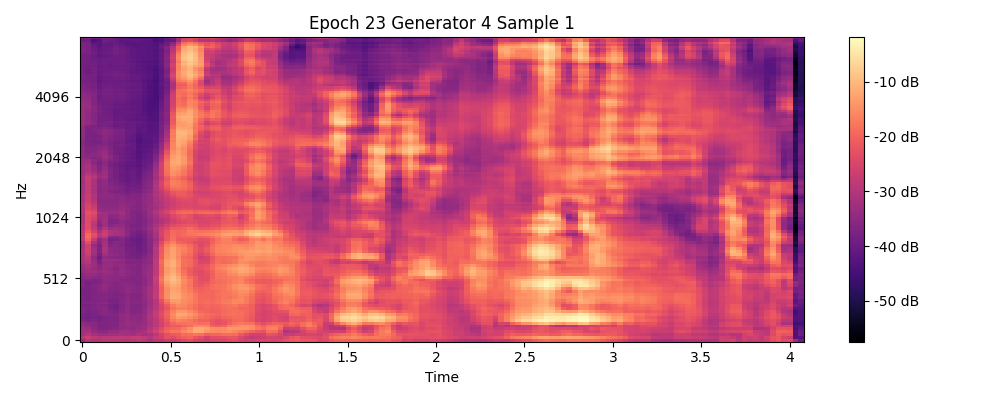 Epoch 23 Generator 4 Sample 1
Hz
4096
2048
1024
512
0
0 0.5 1 1.5 2 2.5 3 3.5 4
Time
-10 dB
-20 dB
-30 dB
-40 dB
-50 dB